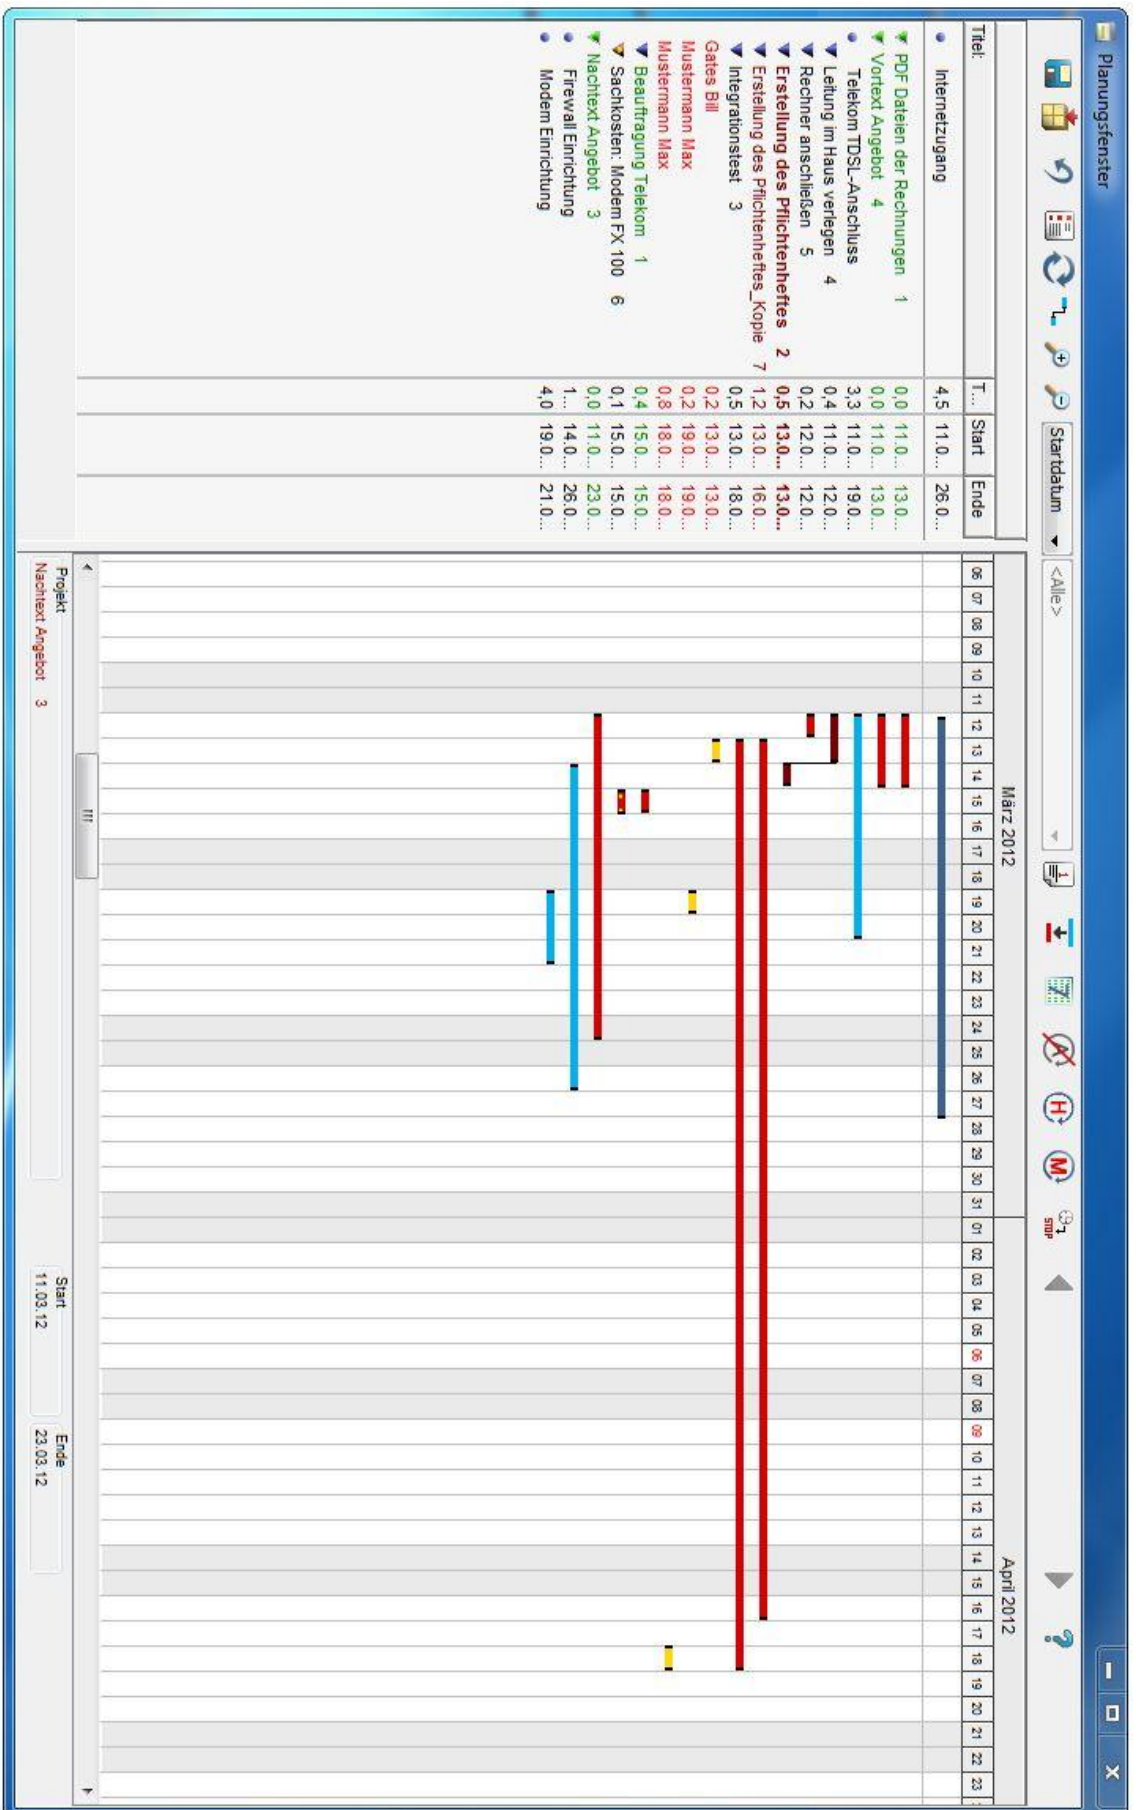 Planungsfenster
Startdatum
<Alle>
1
7
A
H
M
STOP
?
März 2012 April 2012
Titel: T... Start Ende 06 07 08 09 10 11 12 13 14 15 16 17 18 19 20 21 22 23 24 25 26 27 28 29 30 31 01 02 03 04 05 06 07 08 09 10 11 12 13 14 15 16 17 18 19 20 21 22 23
Internetzugang 4,5 11.0... 26.0...
PDF Dateien der Rechnungen 1 0,0 11.0... 13.0...
Vortext Angebot 4 0,0 11.0... 13.0...
Telekom TDSL-Anschluss 3,3 11.0... 19.0...
Leitung im Haus verlegen 4 0,4 11.0... 12.0...
Rechner anschließen 5 0,2 12.0... 12.0...
Erstellung des Pflichtenheftes 2 0,5 13.0... 13.0...
Erstellung des Pflichtenheftes_Kopie 7 1,2 13.0... 16.0...
Integrationstest 3 0,5 13.0... 18.0...
Gates Bill 0,2 13.0... 13.0...
Mustermann Max 0,2 19.0... 19.0...
Mustermann Max 0,8 18.0... 18.0...
Beauftragung Telekom 1 0,4 15.0... 15.0...
Sachkosten: Modem FX 100 6 0,1 15.0... 15.0...
Nachtext Angebot 3 0,0 11.0... 23.0...
Firewall Einrichtung 1... 14.0... 26.0...
Modem Einrichtung 4,0 19.0... 21.0...
Projekt Start Ende
Nachtext Angebot 3 11.03.12 23.03.12